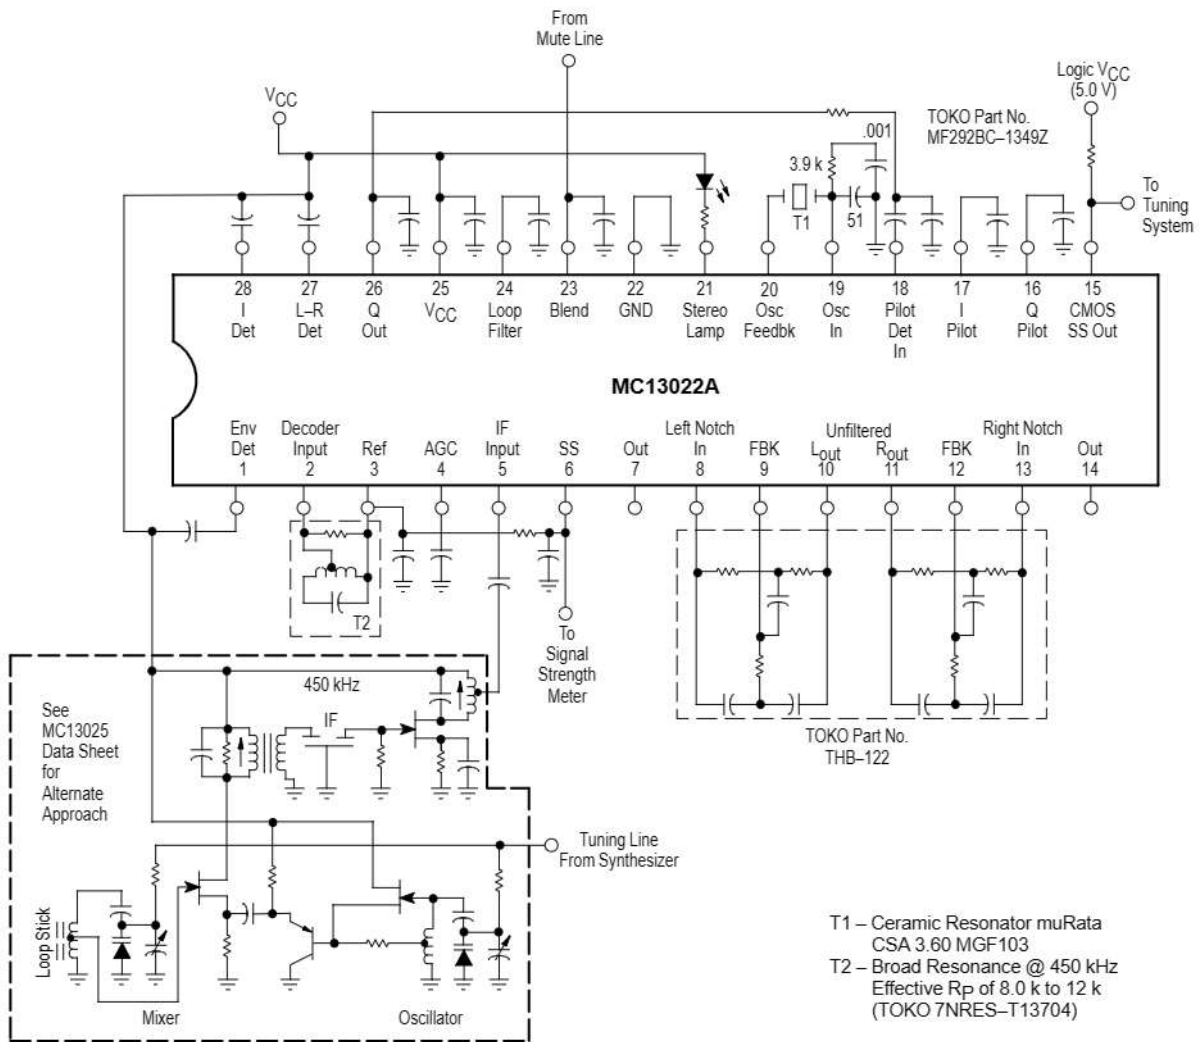 From
Mute Line
VCC
Logic VCC
(5.0 V)
TOKO Part No.
MF292BC–1349Z
.001
3.9 k
T1
51
To
Tuning
System
28
I
Det
27
L–R
Det
26
Q
Out
25
VCC
24
Loop
Filter
23
Blend
22
GND
21
Stereo
Lamp
20
Osc
Feedbk
19
Osc
In
18
Pilot
Det
In
17
I
Pilot
16
Q
Pilot
15
CMOS
SS Out
MC13022A
Env
Det
1
Decoder
Input
2
Ref
3
AGC
4
IF
Input
5
SS
6
Out
7
Left Notch
In
8
FBK
9
Unfiltered
Lout
10
Rout
11
FBK
12
Right Notch
In
13
Out
14
T2
To
Signal
Strength
Meter
TOKO Part No.
THB–122
See
MC13025
Data Sheet
for
Alternate
Approach
450 kHz
IF
Tuning Line
From Synthesizer
Loop Stick
Mixer
Oscillator
T1 – Ceramic Resonator muRata
CSA 3.60 MGF103
T2 – Broad Resonance @ 450 kHz
Effective RP of 8.0 k to 12 k
(TOKO 7NRES–T13704)